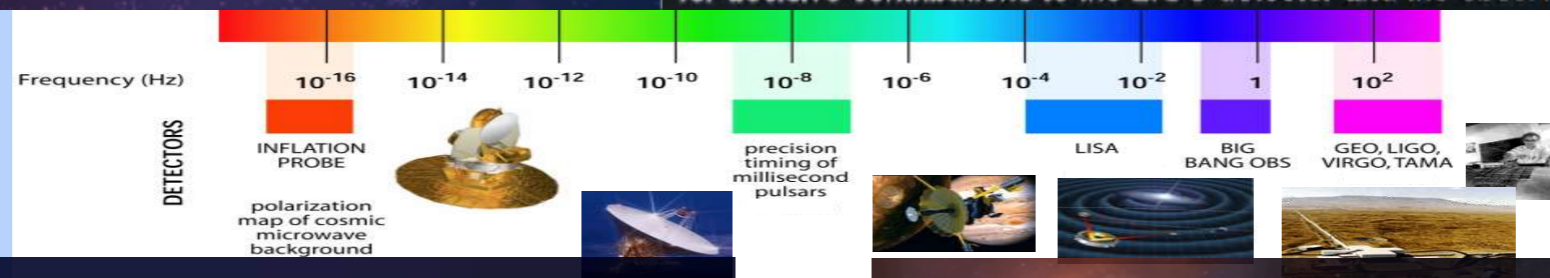 Frequency (Hz) 10⁻¹⁶ 10⁻¹⁴ 10⁻¹² 10⁻¹⁰ 10⁻⁸ 10⁻⁶ 10⁻⁴ 10⁻² 1 10²
DETECTORS
INFLATION
PROBE
polarization
map of cosmic
microwave
background
precision
timing of
millisecond
pulsars
LISA
BIG
BANG OBS
GEO, LIGO,
VIRGO, TAMA